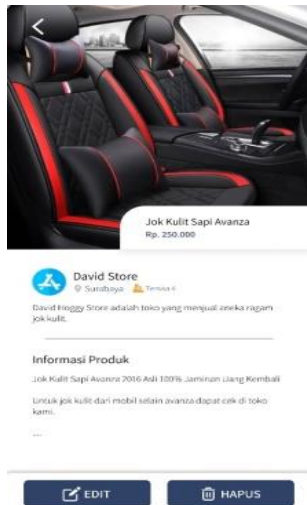 Jok Kulit Sapi Avanza
Rp. 250.000
David Store
Surabaya Tersisa 4
David Hoggy Store adalah toko yang menjual aneka ragam
jok kulit.
Informasi Produk
Jok Kulit Sapi Avanza 2016 Asli 100% Jaminan Uang Kembali
Untuk jok kulit dari mobil selain avanza dapat cek di toko
kami.
...
EDIT HAPUS